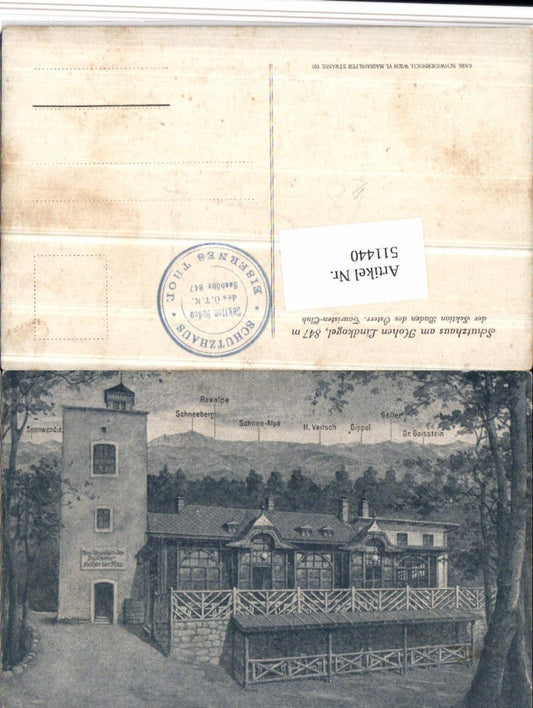 KARL SCHWIDERNOCH, WIEN VI, MARIAHILFER STRASSE 101
Schutzhaus am Hohen Lindkogel, 847 m
der Sektion Baden des Österr. Touristen-Club
Artikel Nr.
511440
SCHUTZHAUS
EISERNES THOR
Sektion Baden
des Ö.T.K.
Seehöhe 847
Sonnwendst.
Schneeberg
Raxalpe
Schnee-Alpe
H. Veitsch
Gippel
Göller
Gr. Gaisstein